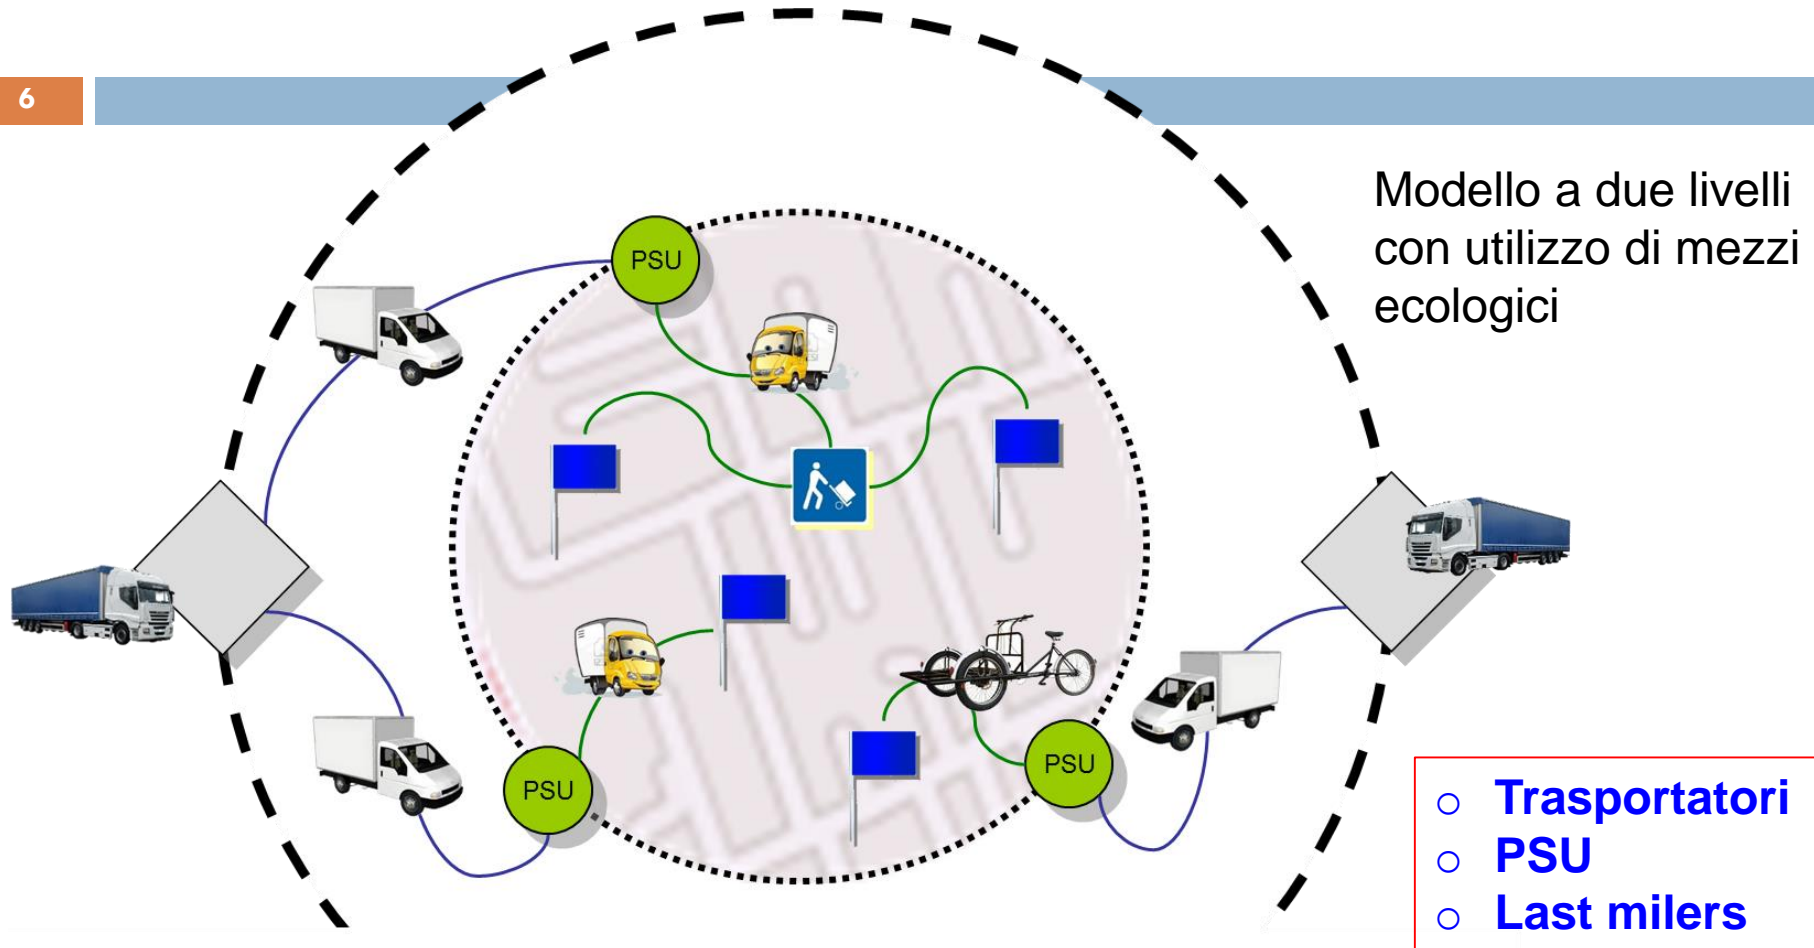 6
Modello a due livelli
con utilizzo di mezzi
ecologici
PSU
PSU
PSU
o Trasportatori
o PSU
o Last milers